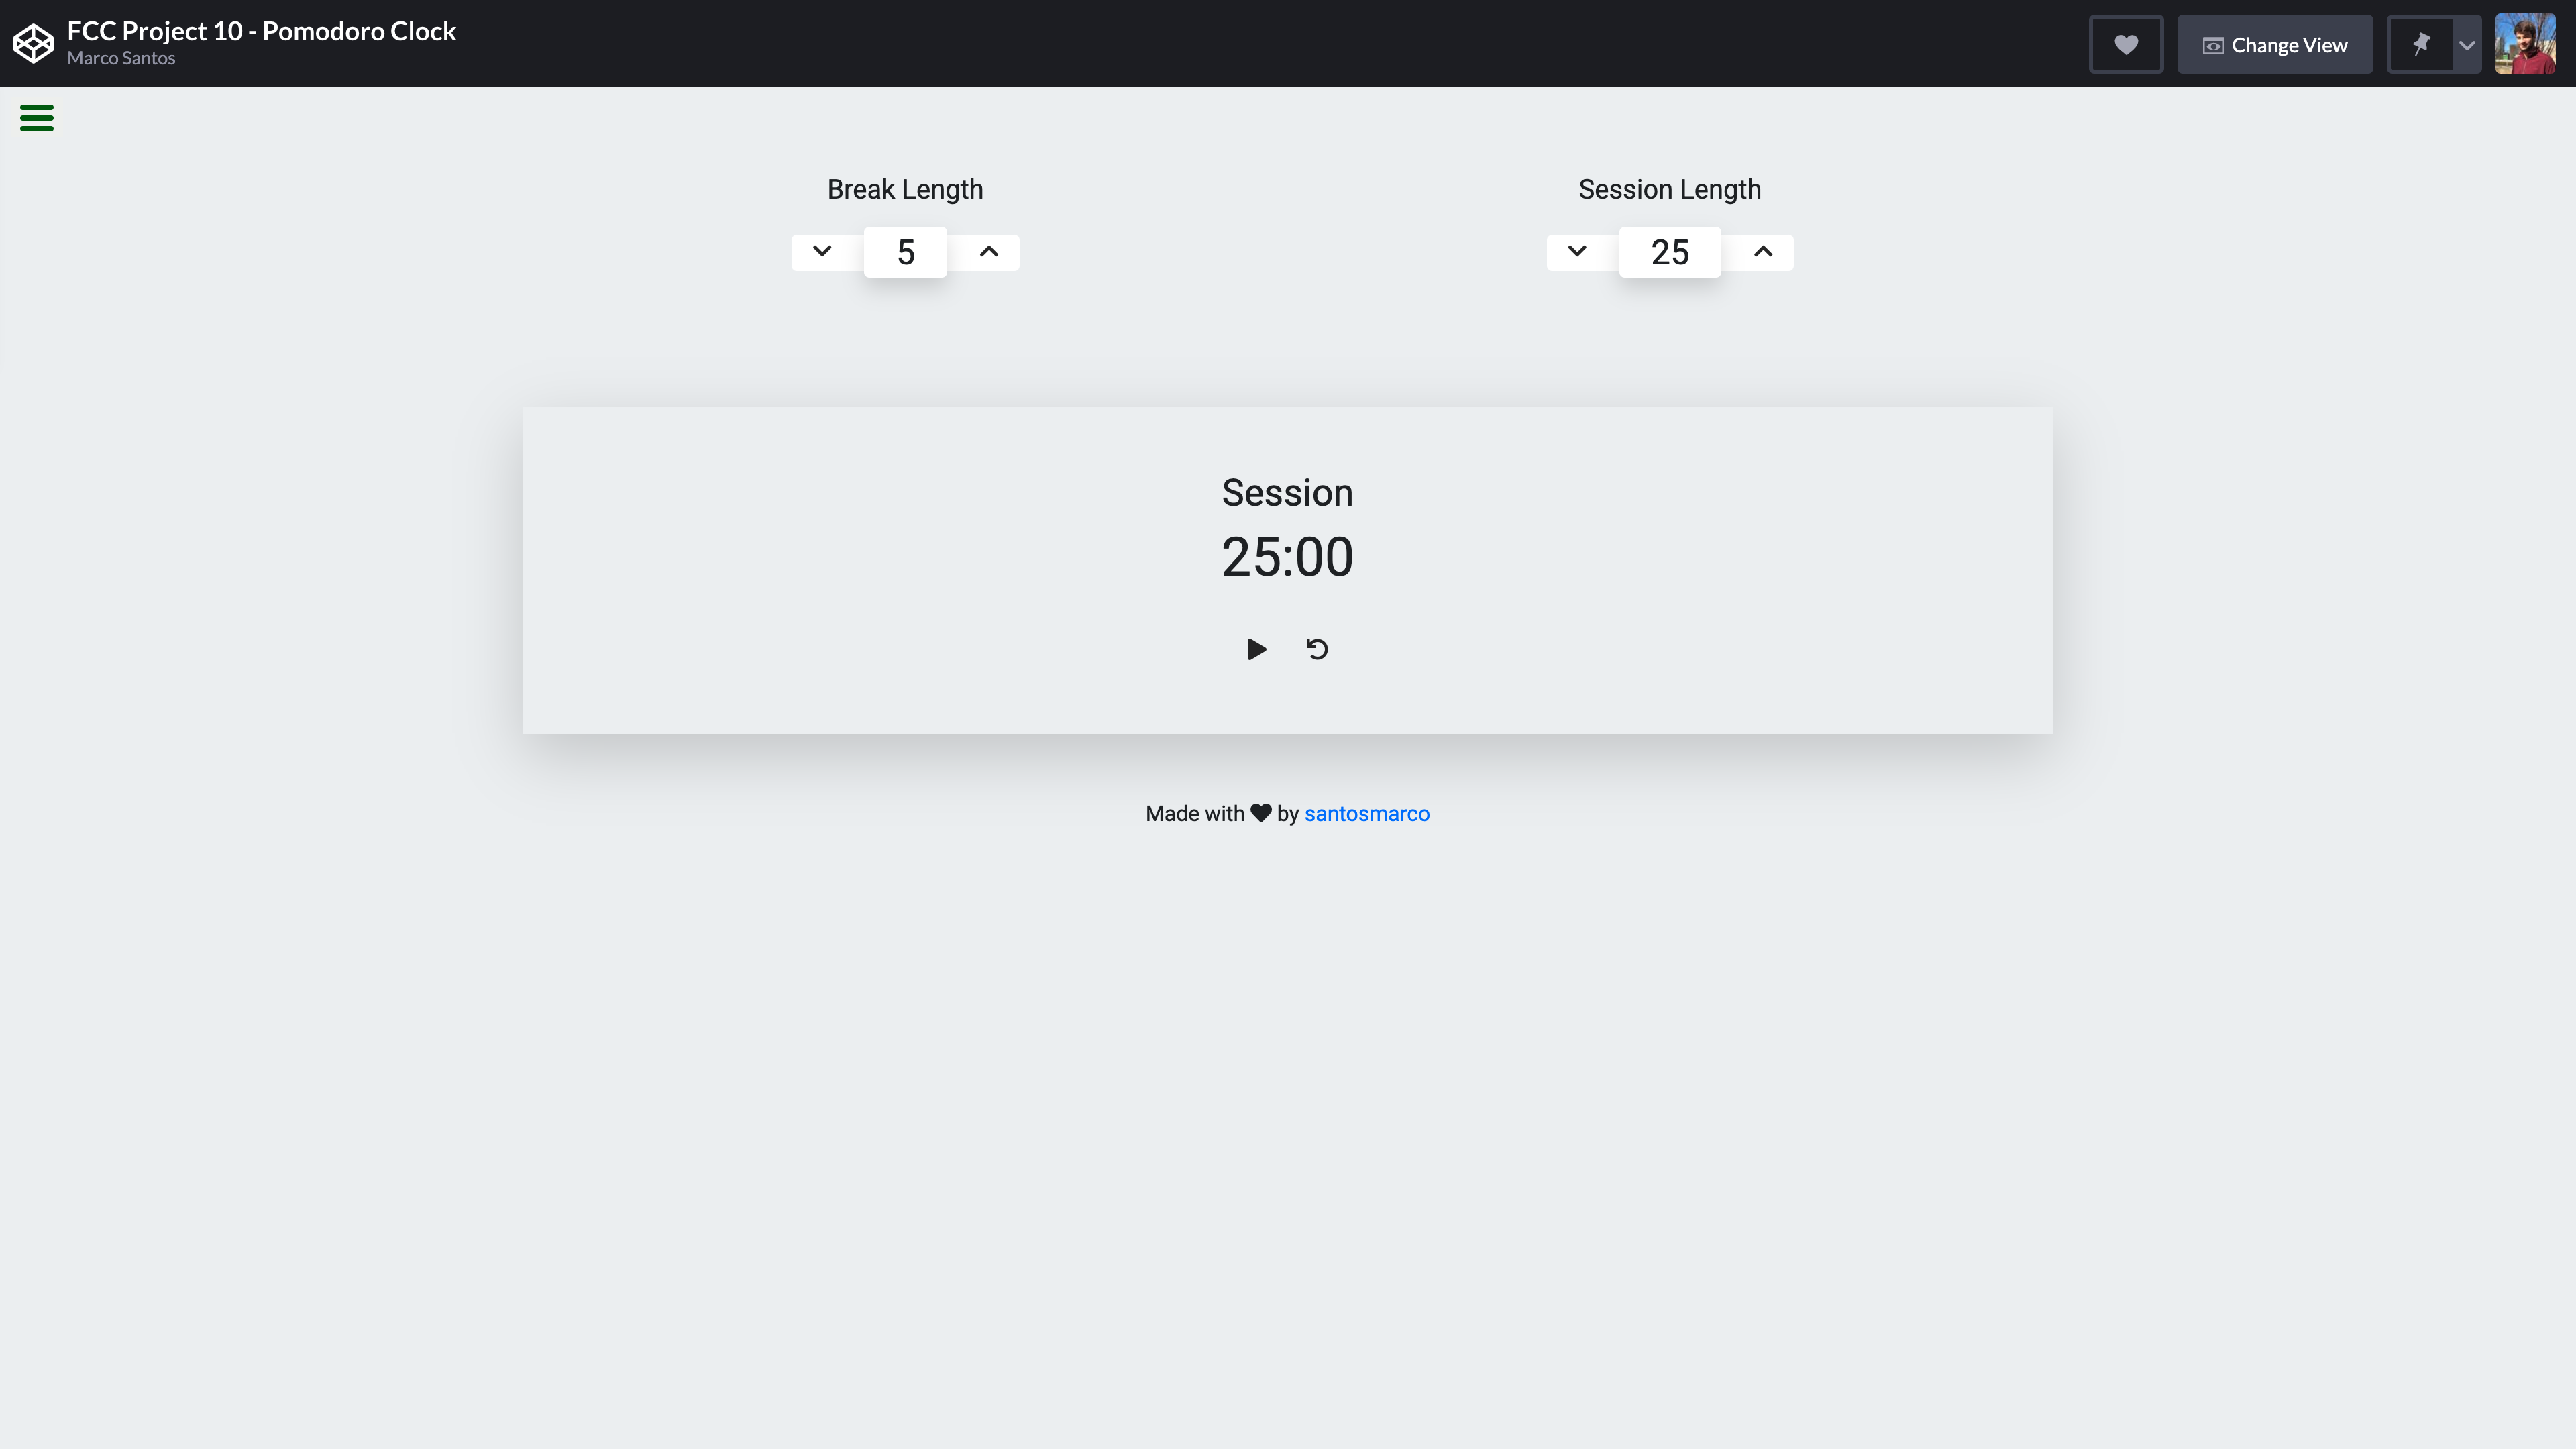 FCC Project 10 - Pomodoro Clock
Marco Santos
Change View
Break Length
Session Length
5
25
Session
25:00
Made with by santosmarco